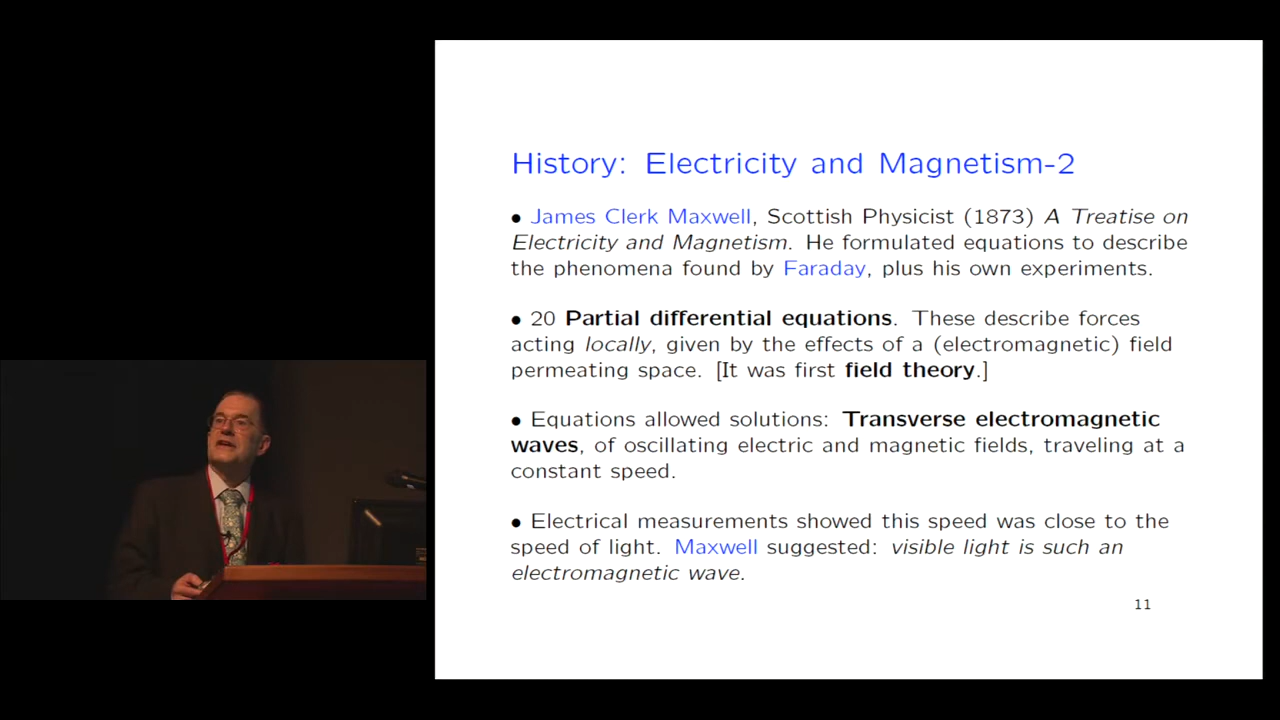 History: Electricity and Magnetism-2
• James Clerk Maxwell, Scottish Physicist (1873) A Treatise on
Electricity and Magnetism. He formulated equations to describe
the phenomena found by Faraday, plus his own experiments.
• 20 Partial differential equations. These describe forces
acting locally, given by the effects of a (electromagnetic) field
permeating space. [It was first field theory.]
• Equations allowed solutions: Transverse electromagnetic
waves, of oscillating electric and magnetic fields, traveling at a
constant speed.
• Electrical measurements showed this speed was close to the
speed of light. Maxwell suggested: visible light is such an
electromagnetic wave.
11